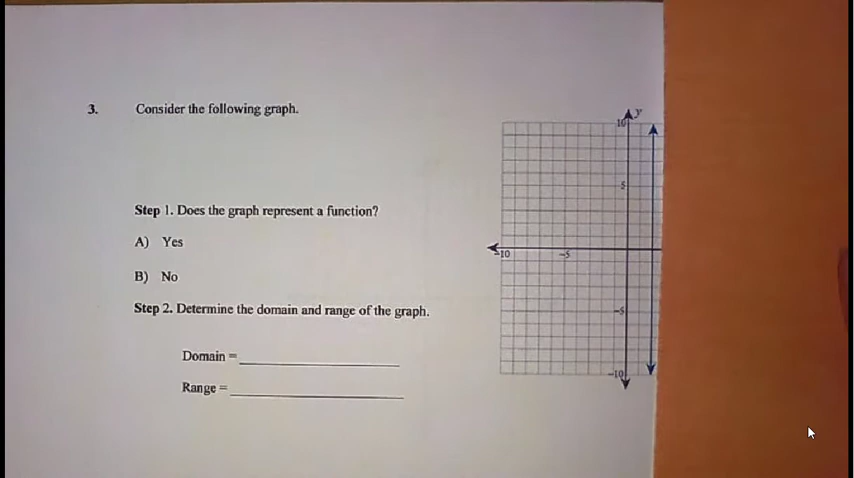 3. Consider the following graph.
y
10
5
-10
-5
-5
-10
Step 1. Does the graph represent a function?
A) Yes
B) No
Step 2. Determine the domain and range of the graph.
Domain =
Range =